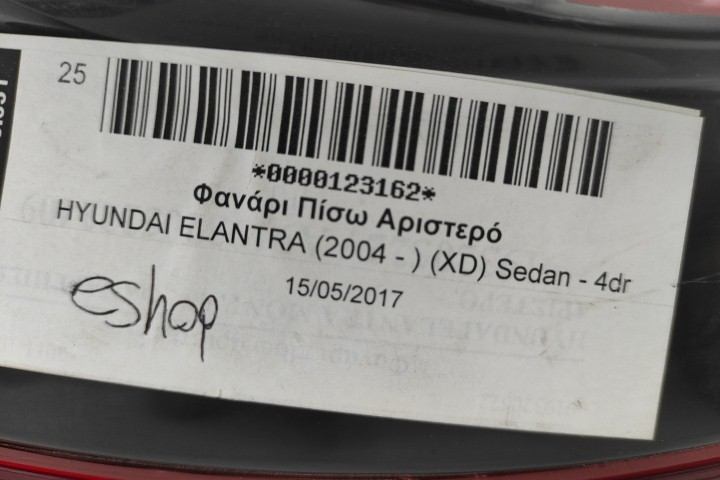 25
*0000123162*
Φανάρι Πίσω Αριστερό
HYUNDAI ELANTRA (2004 - ) (XD) Sedan - 4dr
15/05/2017
eshop